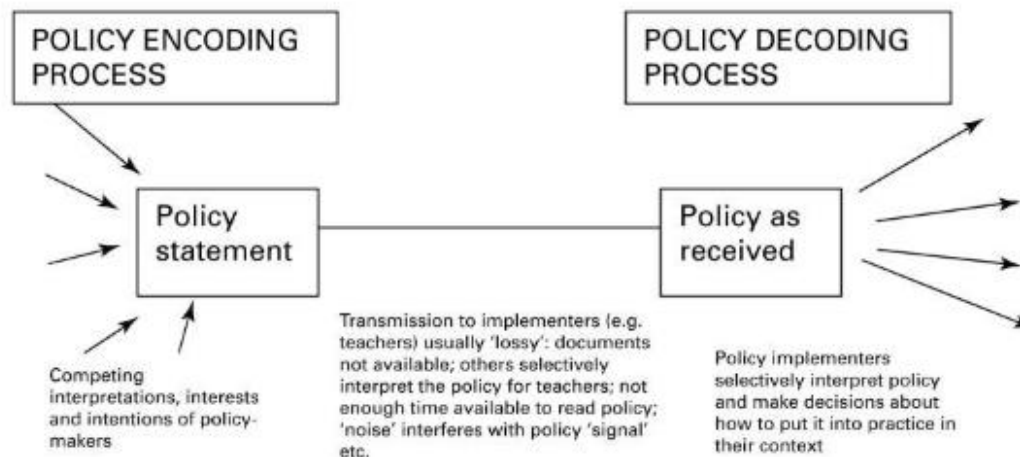 POLICY ENCODING
PROCESS
POLICY DECODING
PROCESS
Policy
statement
Policy as
received
Competing
interpretations, interests
and intentions of policy-
makers
Transmission to implementers (e.g.
teachers) usually 'lossy': documents
not available; others selectively
interpret the policy for teachers; not
enough time available to read policy;
'noise' interferes with policy 'signal'
etc.
Policy implementers
selectively interpret policy
and make decisions about
how to put it into practice in
their context